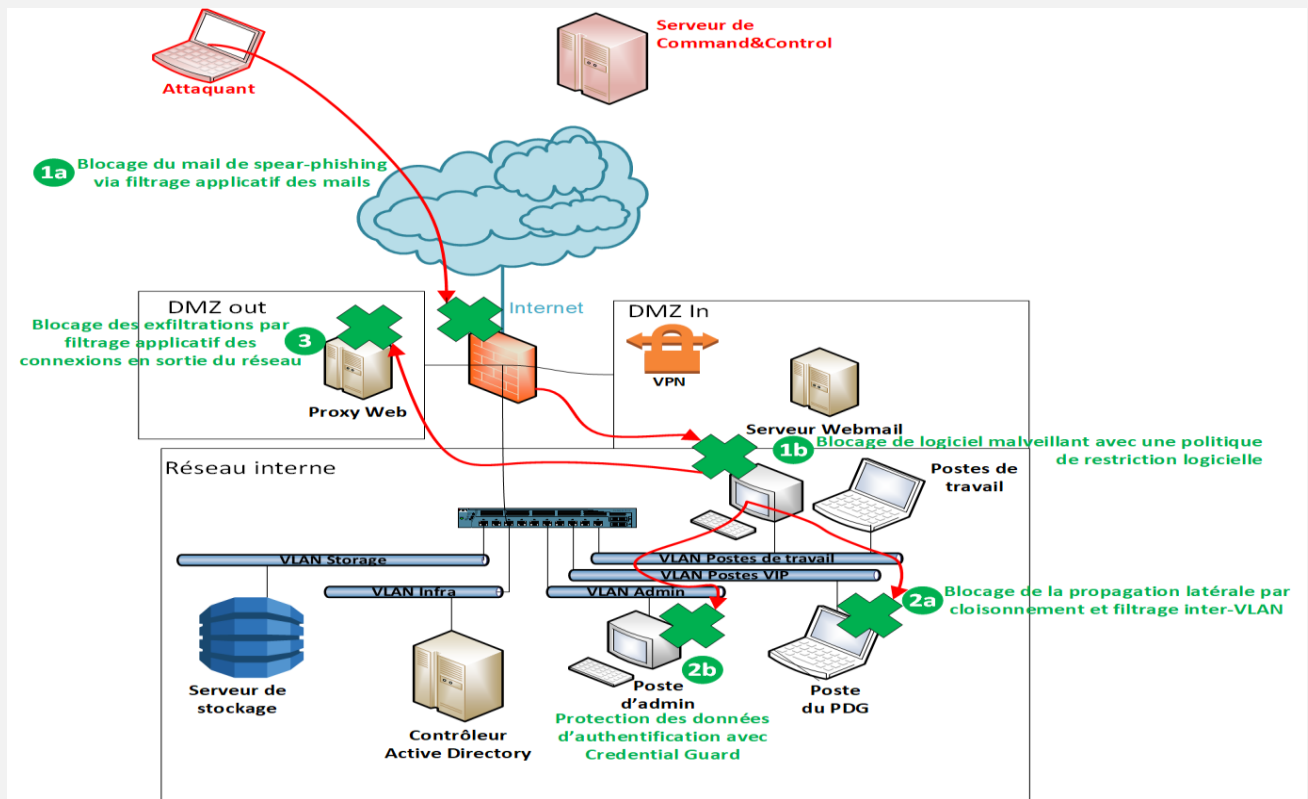 Serveur de
Command&Control
Attaquant
1a
Blocage du mail de spear-phishing
via filtrage applicatif des mails
Internet
DMZ out
DMZ In
Blocage des exfiltrations par
filtrage applicatif des
connexions en sortie du réseau
3
Proxy Web
VPN
Serveur Webmail
1b
Blocage de logiciel malveillant avec une politique
de restriction logicielle
Réseau interne
Postes de
travail
VLAN Storage
VLAN Postes de travail
VLAN Postes VIP
VLAN Infra
VLAN Admin
2a
Blocage de la propagation latérale par
cloisonnement et filtrage inter-VLAN
2b
Serveur de
stockage
Contrôleur
Active Directory
Poste
d'admin
Protection des données
d'authentification avec
Credential Guard
Poste
du PDG